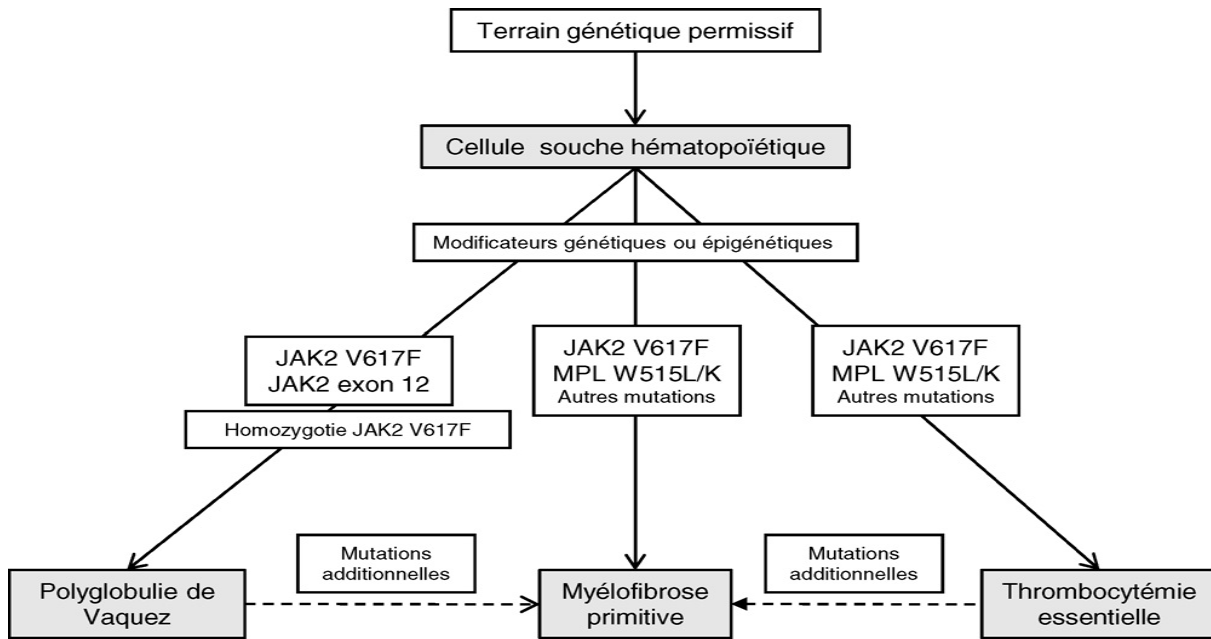 Terrain génétique permissif
Cellule souche hématopoïétique
Modificateurs génétiques ou épigénétiques
JAK2 V617F
JAK2 exon 12
Homozygotie JAK2 V617F
JAK2 V617F
MPL W515L/K
Autres mutations
JAK2 V617F
MPL W515L/K
Autres mutations
Mutations
additionnelles
Mutations
additionnelles
Polyglobulie de
Vaquez
Myélofibrose
primitive
Thrombocytémie
essentielle